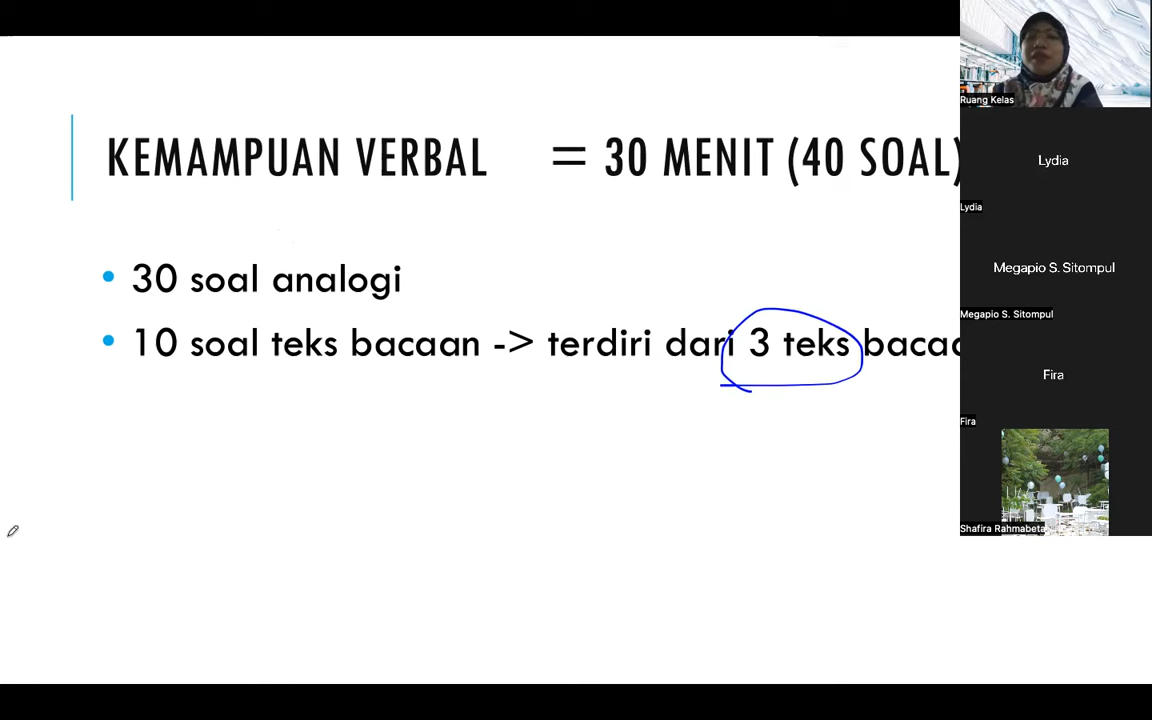 KEMAMPUAN VERBAL = 30 MENIT (40 SOAL)
30 soal analogi
10 soal teks bacaan -> terdiri dari 3 teks
Ruang Kelas
Lydia
Lydia
Megapio S. Sitompul
Megapio S. Sitompul
Fira
Fira
Shafira Rahmabeta